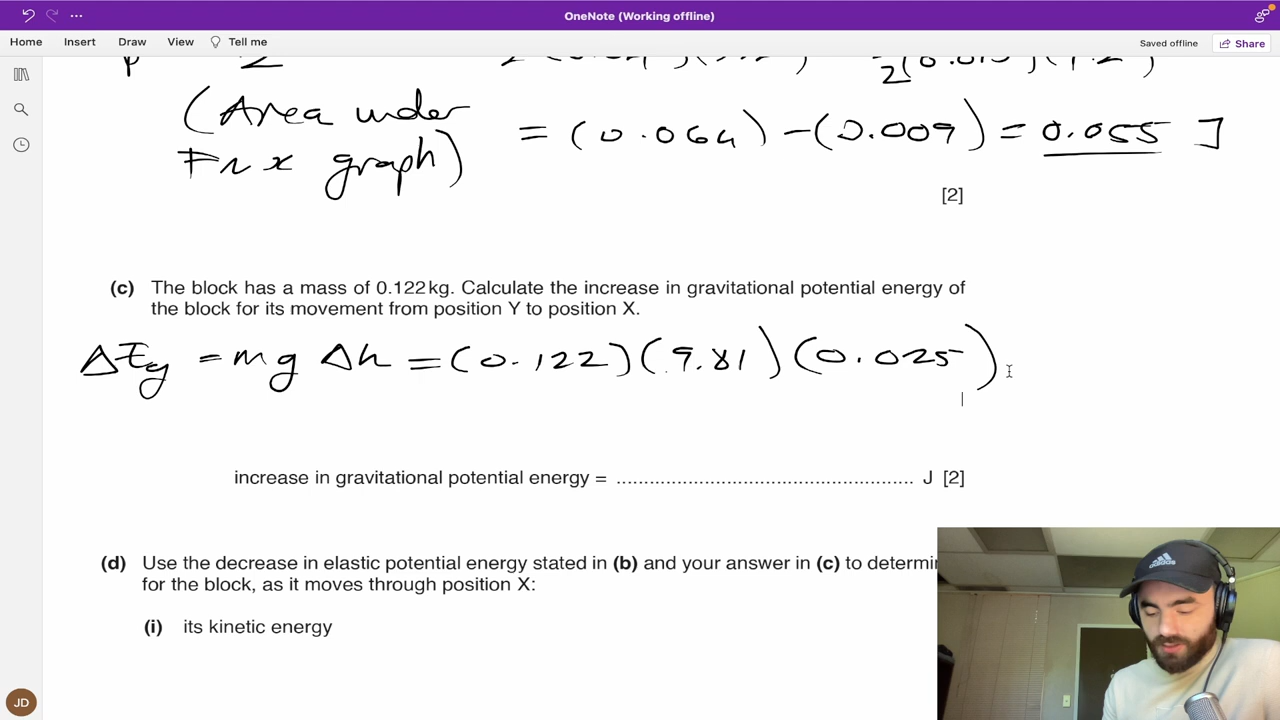 OneNote (Working offline)
Home Insert Draw View Tell me
Saved offline Share
(Area under
F v x graph)
= (0.064) - (0.009) = 0.055 J
[2]
(c) The block has a mass of 0.122 kg. Calculate the increase in gravitational potential energy of
the block for its movement from position Y to position X.
ΔEg = mg Δh = (0.122)(9.81)(0.025)
increase in gravitational potential energy = ...................................................... J [2]
(d) Use the decrease in elastic potential energy stated in (b) and your answer in (c) to determi
for the block, as it moves through position X:
(i) its kinetic energy
JD